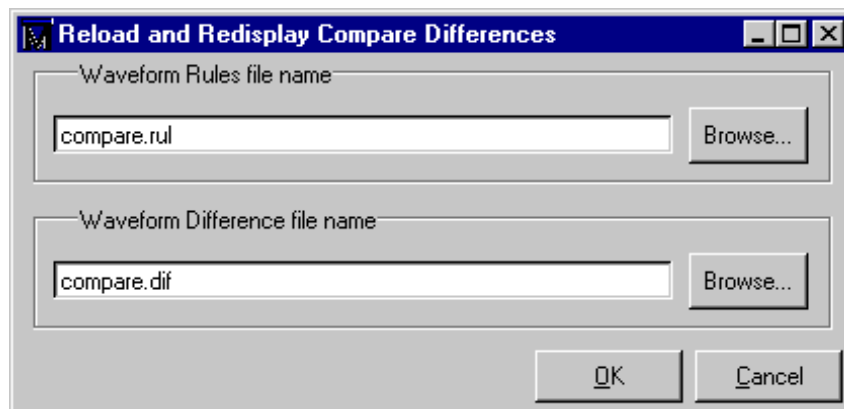 Reload and Redisplay Compare Differences
Waveform Rules file name
compare.rul
Browse...
Waveform Difference file name
compare.dif
Browse...
OK
Cancel